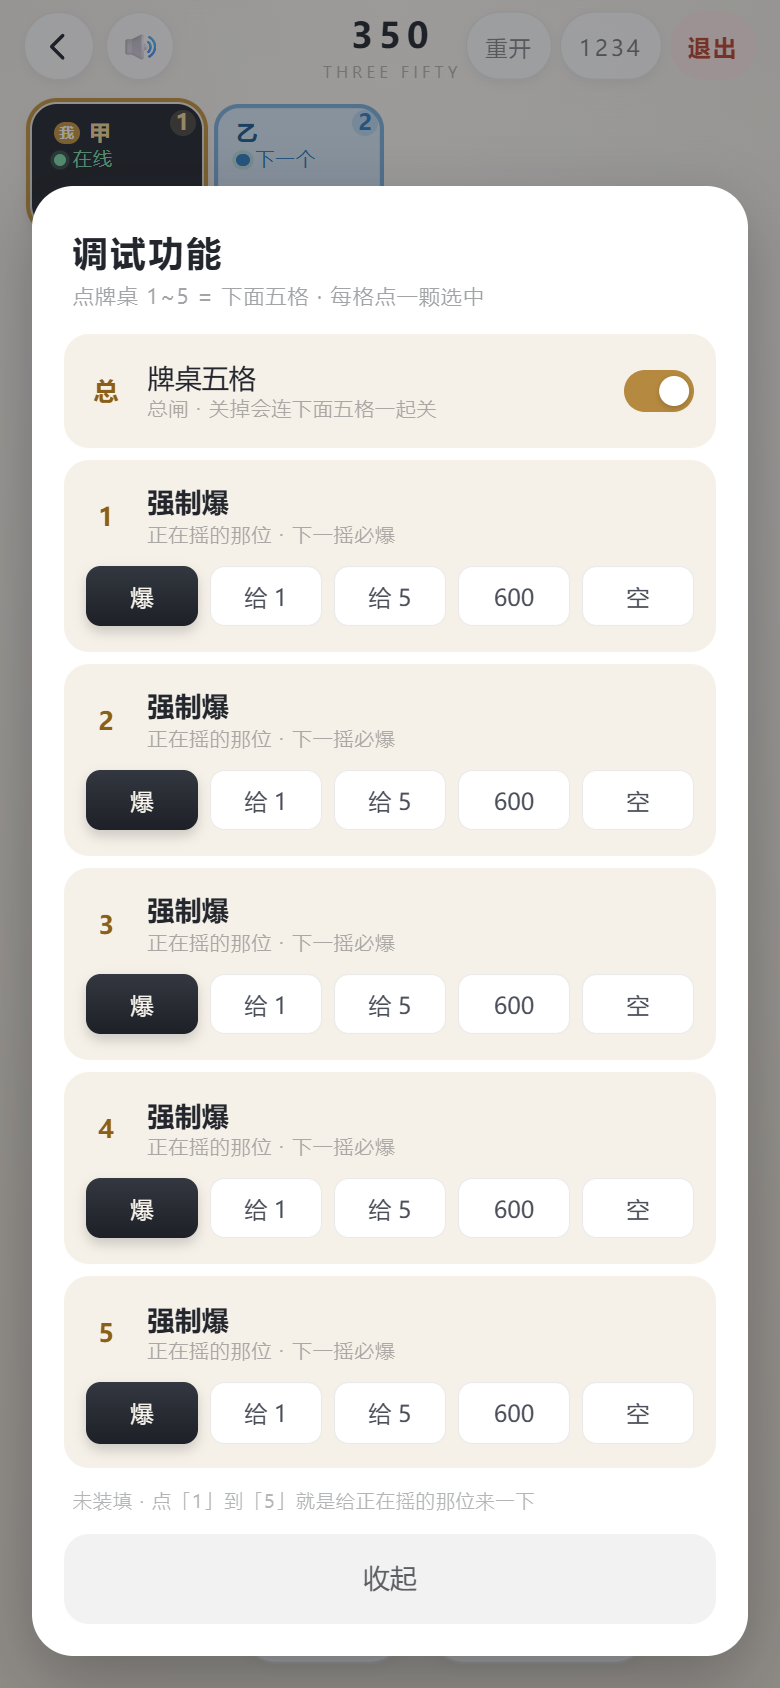 350
THREE FIFTY
重开
1234
退出
我 甲
1
在线
乙
2
下一个
调试功能
点牌桌 1~5 = 下面五格 · 每格点一颗选中
总
牌桌五格
总闸 · 关掉会连下面五格一起关
1
强制爆
正在摇的那位 · 下一摇必爆
爆 给 1 给 5 600 空
2
强制爆
正在摇的那位 · 下一摇必爆
爆 给 1 给 5 600 空
3
强制爆
正在摇的那位 · 下一摇必爆
爆 给 1 给 5 600 空
4
强制爆
正在摇的那位 · 下一摇必爆
爆 给 1 给 5 600 空
5
强制爆
正在摇的那位 · 下一摇必爆
爆 给 1 给 5 600 空
未装填 · 点「1」到「5」就是给正在摇的那位来一下
收起